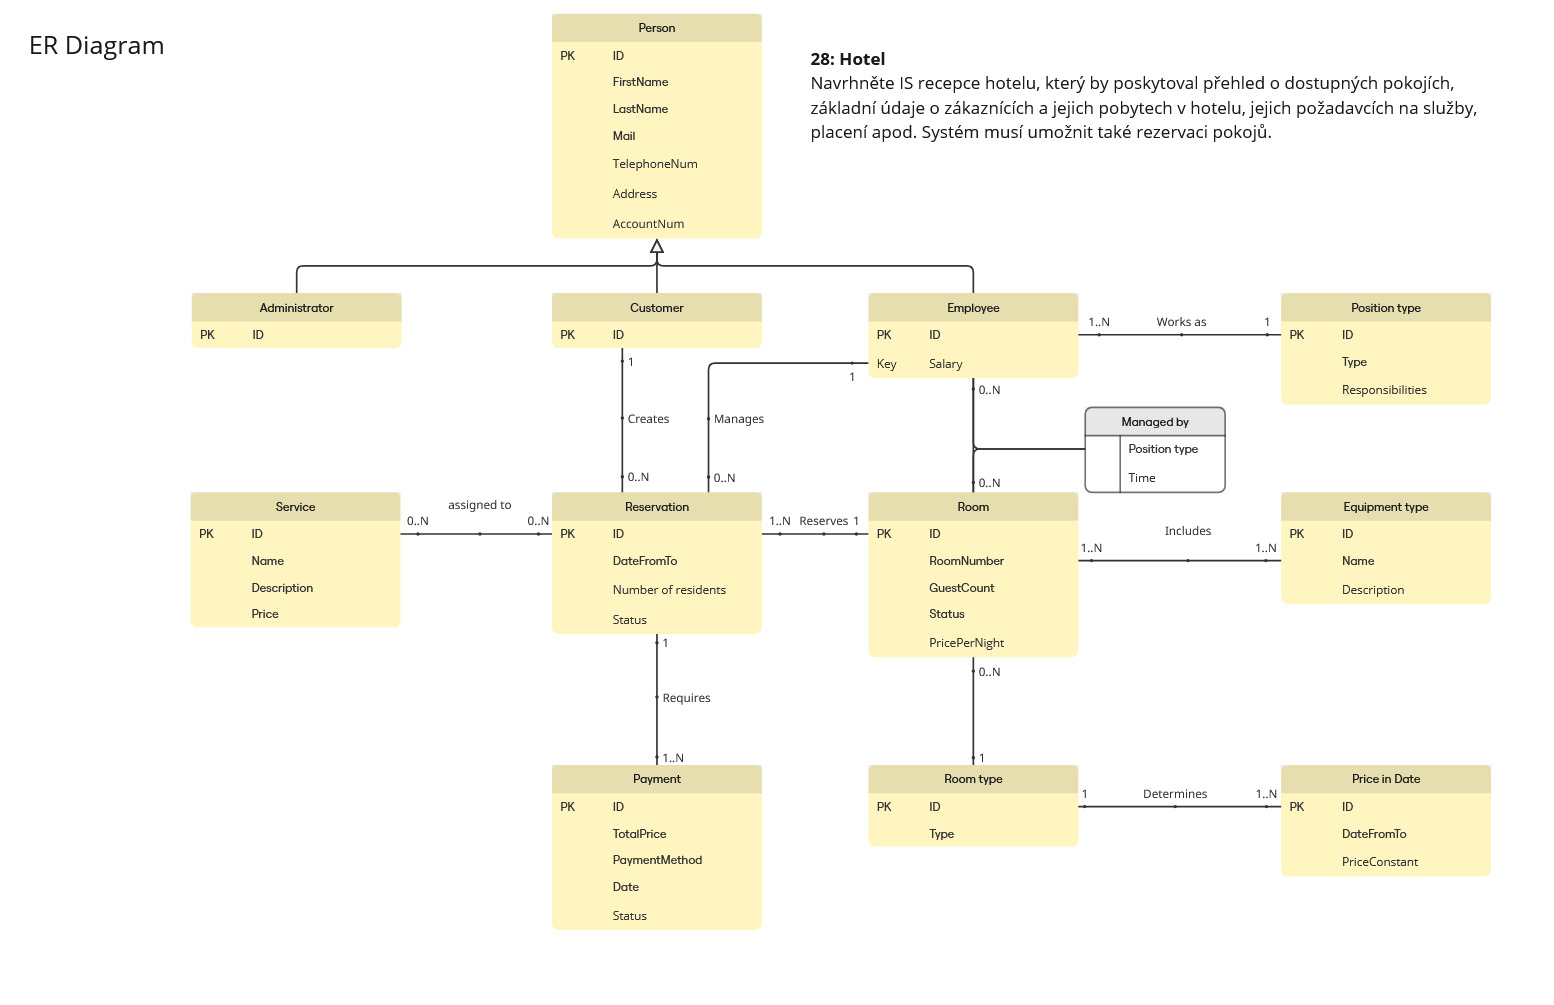 ER Diagram
28: Hotel
Navrhněte IS recepce hotelu, který by poskytoval přehled o dostupných pokojích,
základní údaje o zákaznících a jejich pobytech v hotelu, jejich požadavcích na služby,
placení apod. Systém musí umožnit také rezervaci pokojů.
Person
PK ID
FirstName
LastName
Mail
TelephoneNum
Address
AccountNum
Administrator
PK ID
Customer
PK ID
Employee
PK ID
Key Salary
1..N Works as 1
Position type
PK ID
Type
Responsibilities
1
Creates
0..N
1
Manages
0..N
0..N
0..N
Managed by
Position type
Time
Service
PK ID
Name
Description
Price
assigned to
0..N 0..N
Reservation
PK ID
DateFromTo
Number of residents
Status
1..N Reserves 1
Room
PK ID
RoomNumber
GuestCount
Status
PricePerNight
Includes
1..N 1..N
Equipment type
PK ID
Name
Description
1
Requires
1..N
0..N
1
Payment
PK ID
TotalPrice
PaymentMethod
Date
Status
Room type
PK ID
Type
1 Determines 1..N
Price in Date
PK ID
DateFromTo
PriceConstant